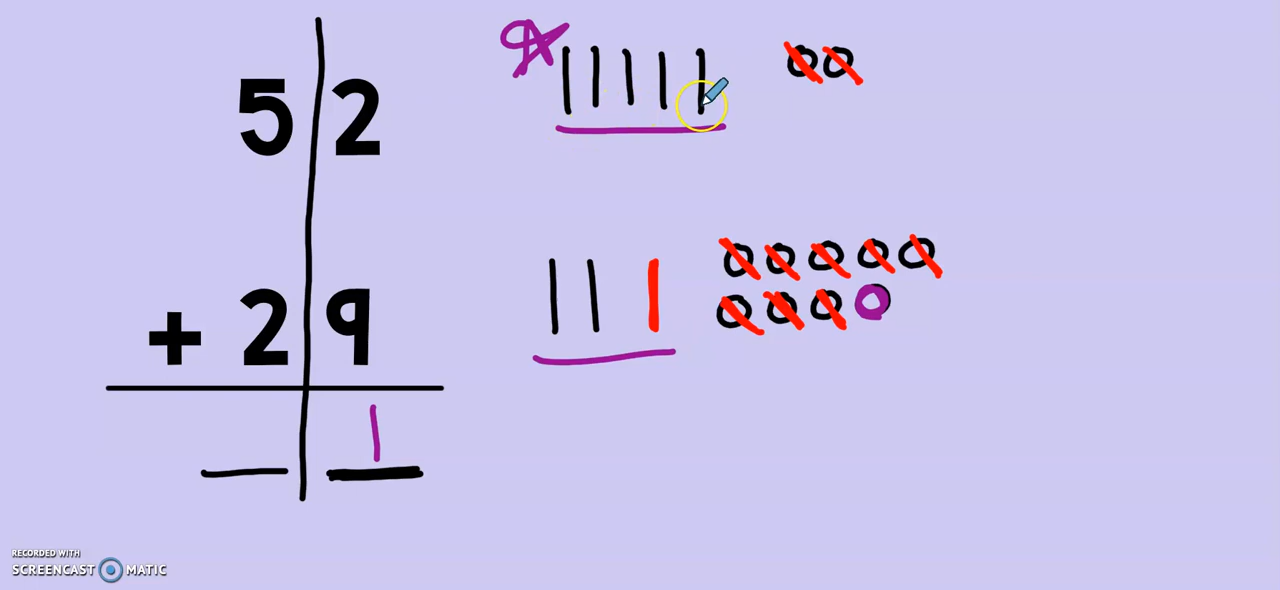 52
+ 29
1
RECORDED WITH
SCREENCAST MATIC